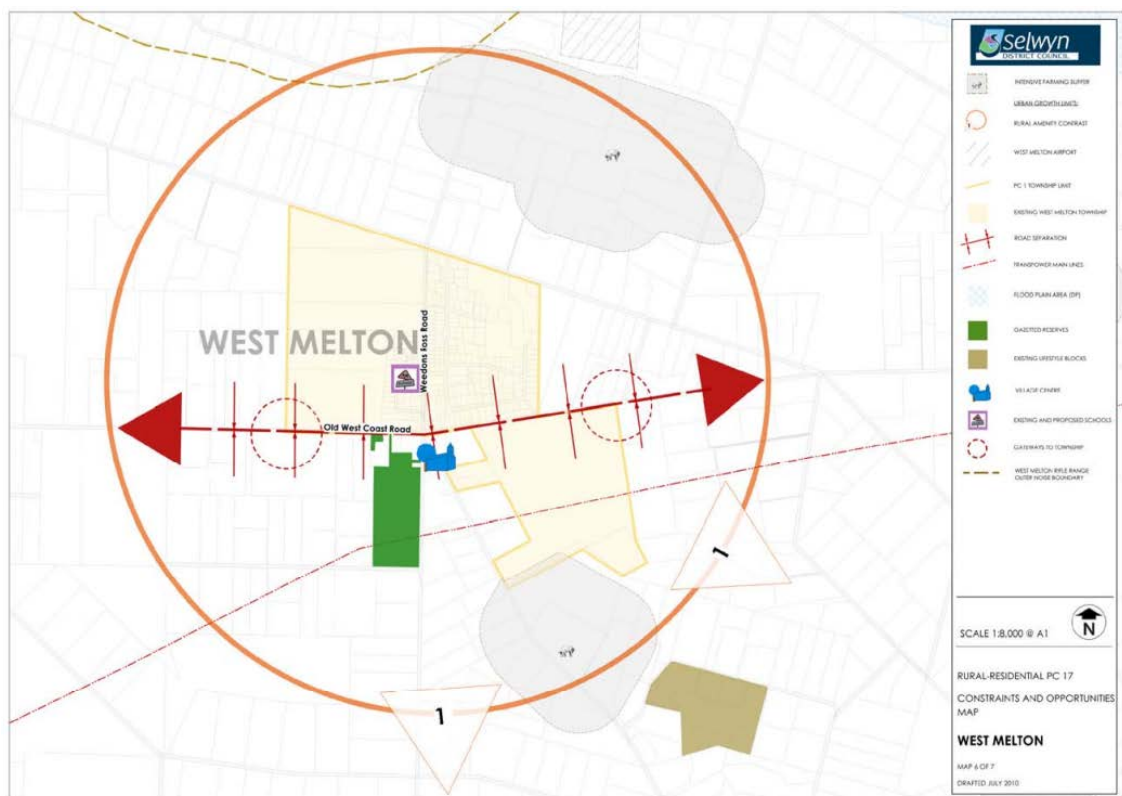 WEST MELTON
Weedons Ross Road
Old West Coast Road
1
1
Selwyn
DISTRICT COUNCIL
INTENSIVE FARMING BUFFER
URBAN GROWTH LIMITS:
RURAL AMENITY CONTRAST
WEST MELTON AIRPORT
PC 1 TOWNSHIP LIMIT
EXISTING WEST MELTON TOWNSHIP
ROAD SEPARATION
TRANSPOWER MAIN LINES
FLOOD PLAIN AREA (DP)
GAZETTED RESERVES
EXISTING LIFESTYLE BLOCKS
VILLAGE CENTRE
EXISTING AND PROPOSED SCHOOLS
GATEWAYS TO TOWNSHIP
WEST MELTON RIFLE RANGE
OUTER NOISE BOUNDARY
SCALE 1:8,000 @ A1
N
RURAL-RESIDENTIAL PC 17
CONSTRAINTS AND OPPORTUNITIES
MAP
WEST MELTON
MAP 6 OF 7
DRAFTED JULY 2010